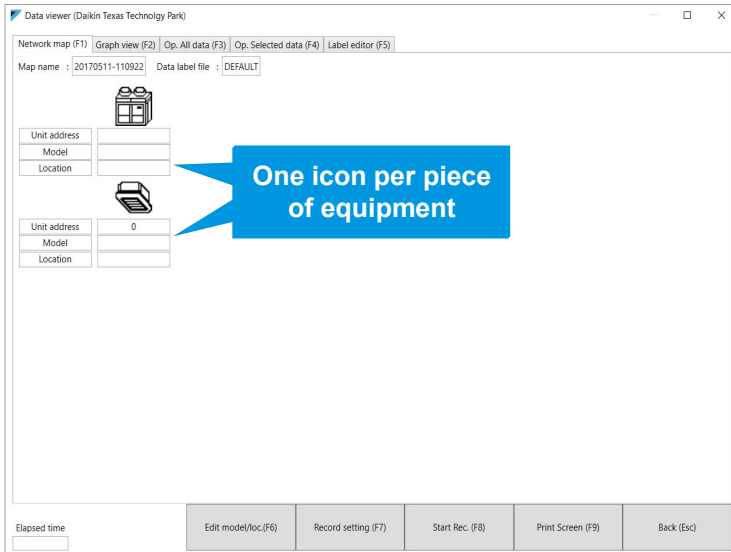 Data viewer (Daikin Texas Technolgy Park)
Network map (F1) Graph view (F2) Op. All data (F3) Op. Selected data (F4) Label editor (F5)
Map name : 20170511-110922 Data label file : DEFAULT
Unit address
Model
Location
One icon per piece
of equipment
Unit address 0
Model
Location
Elapsed time
Edit model/loc.(F6) Record setting (F7) Start Rec. (F8) Print Screen (F9) Back (Esc)